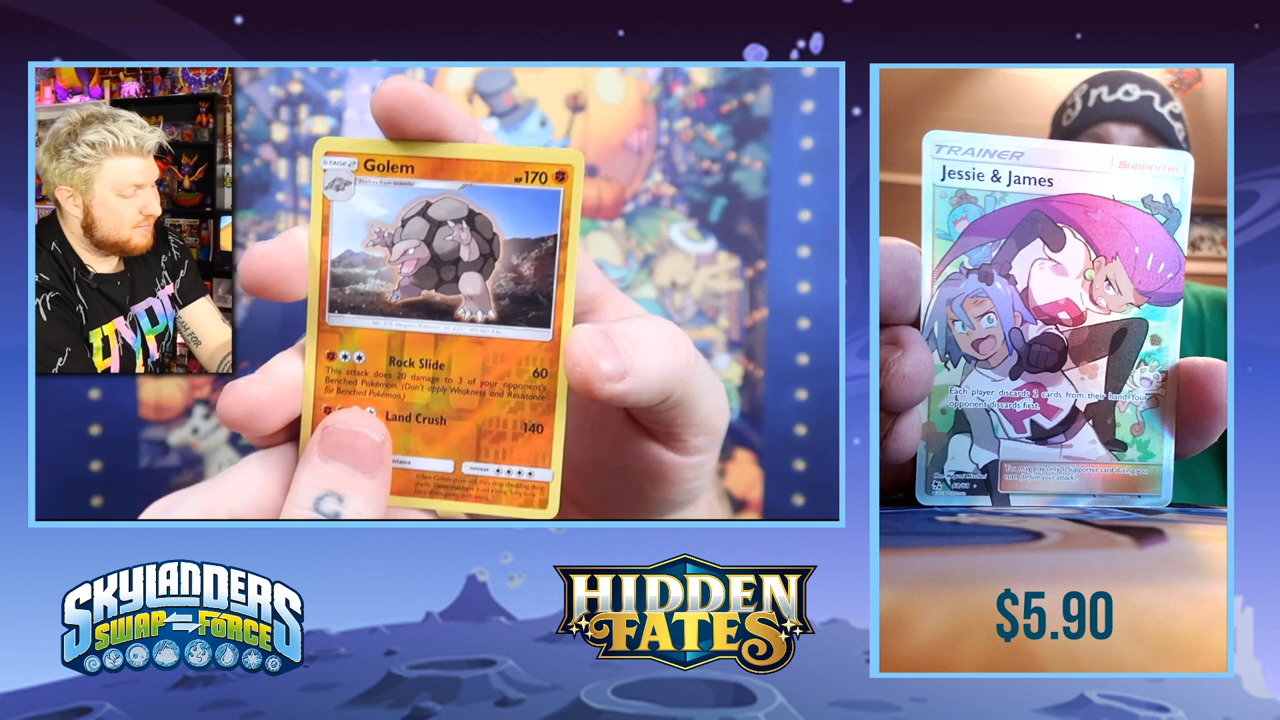 STAGE 2
Golem
HP 170
Evolves from Graveler
Rock Slide
60
This attack does 20 damage to 3 of your opponent's
Benched Pokémon. (Don't apply Weakness and Resistance
for Benched Pokémon.)
Land Crush
140
retreat
HYPE
Snor
TRAINER
Supporter
Jessie & James
Each player discards 2 cards from their hand. Your
opponent discards first.
You may play only 1 Supporter card during your
turn (before your attack).
SKYLANDERS
SWAP FORCE
HIDDEN
FATES
$5.90